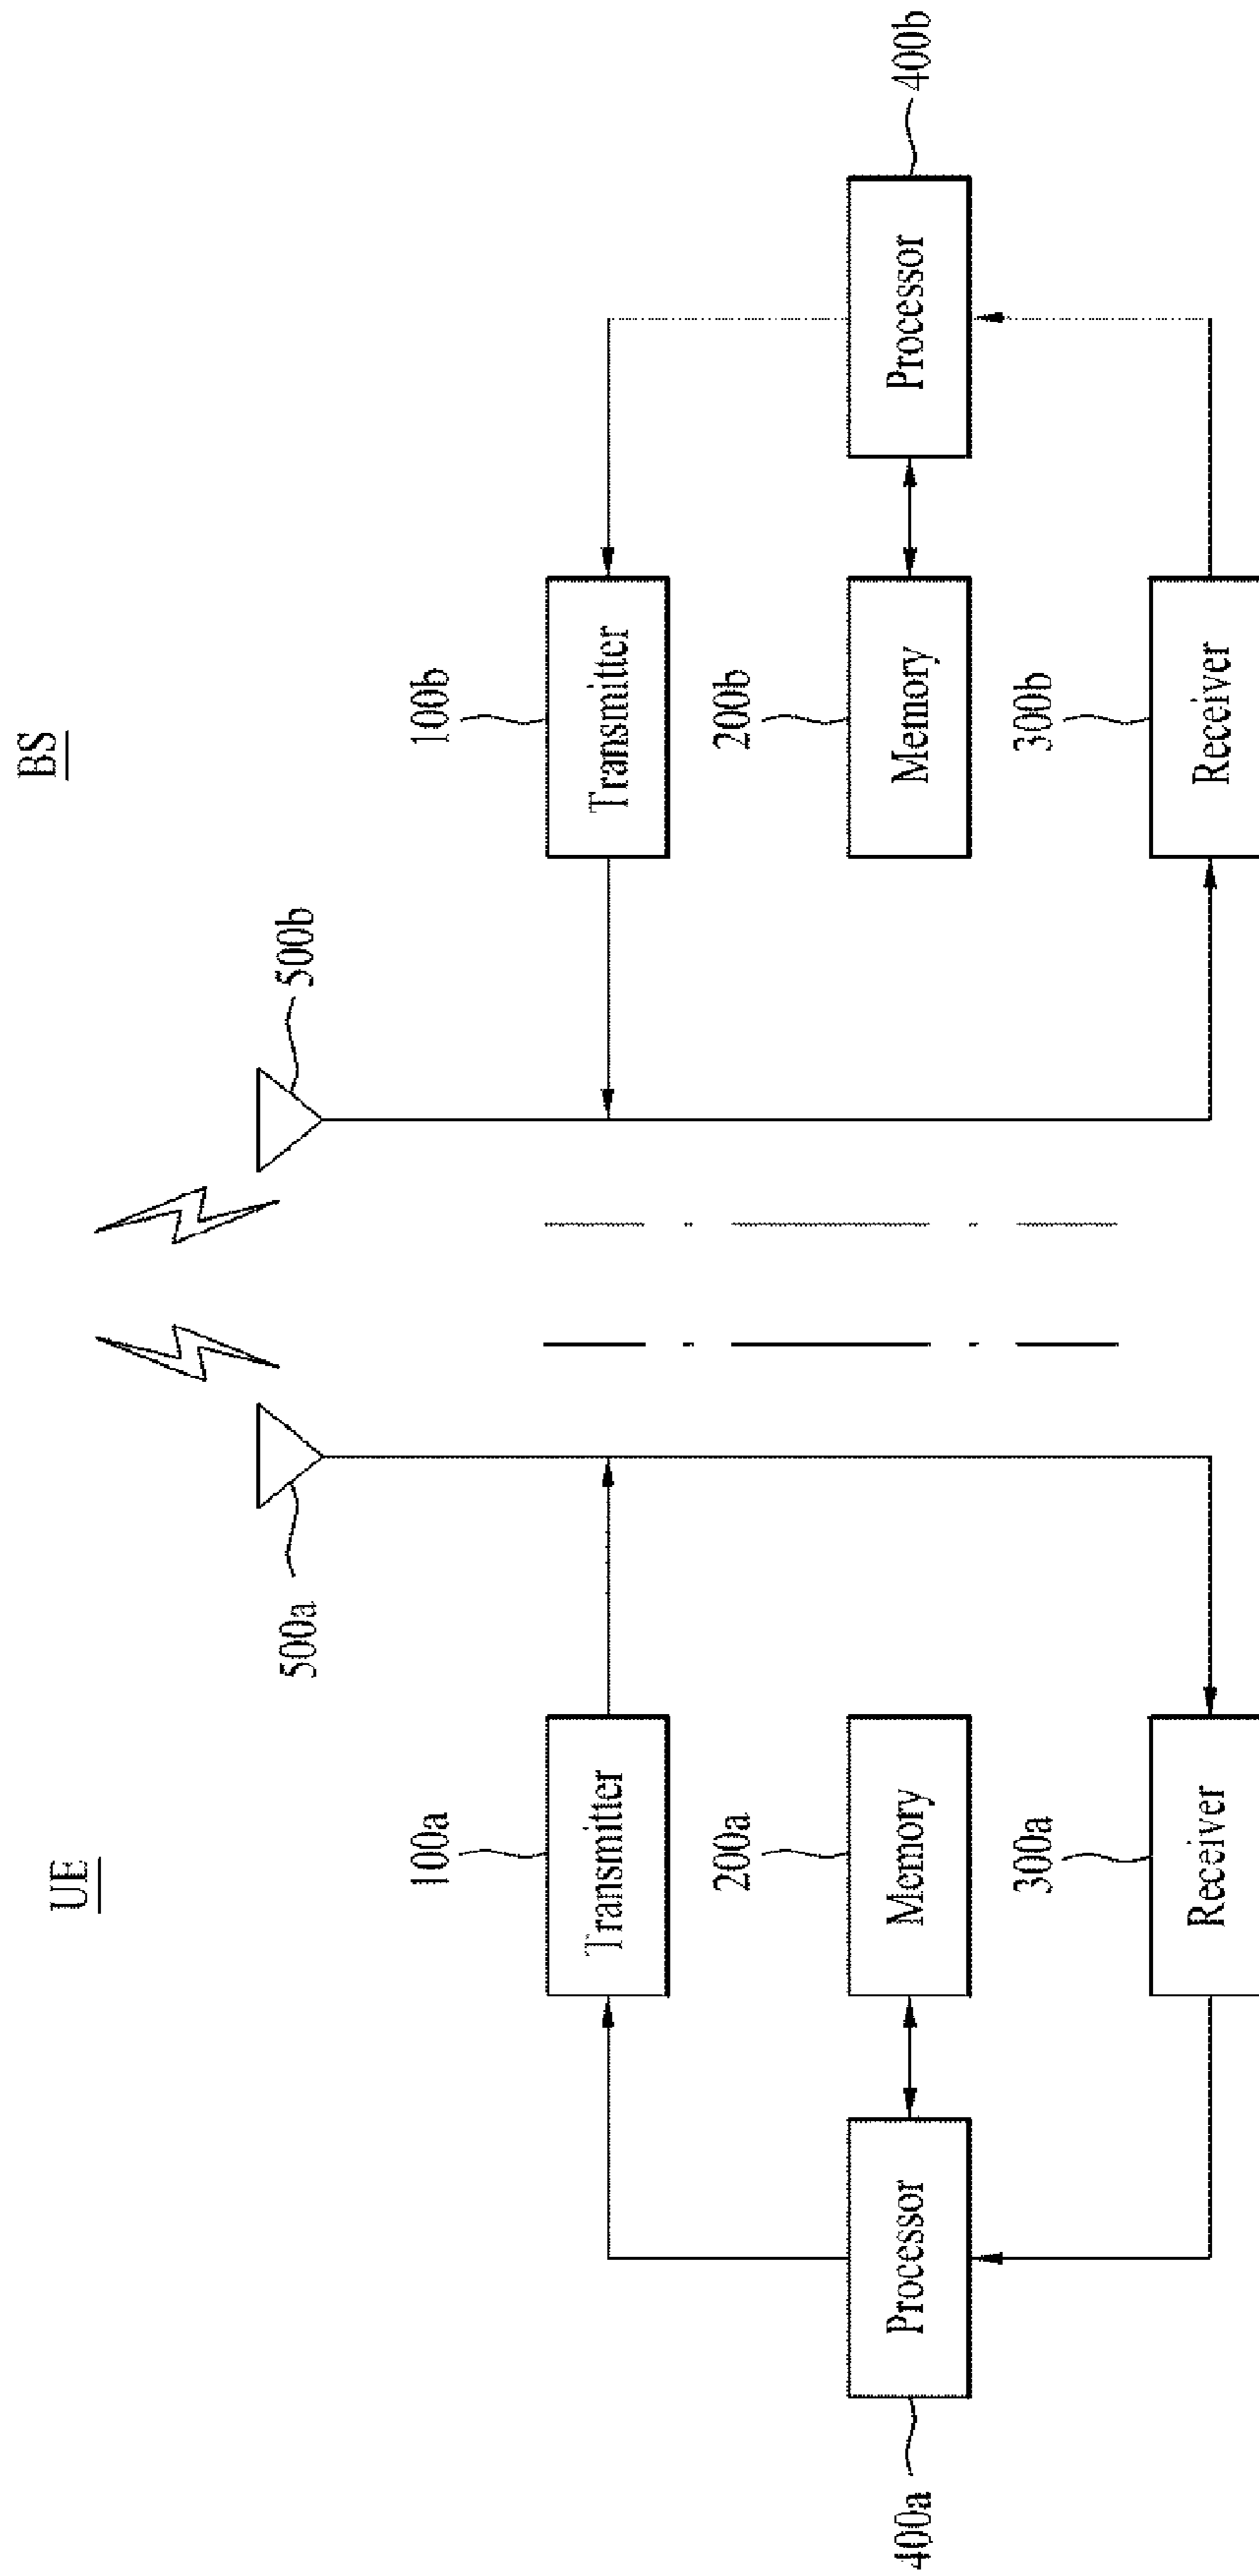 UE
BS
500a
500b
100a
Transmitter
100b
Transmitter
400a
Processor
200a
Memory
200b
Memory
Processor
400b
300a
Receiver
300b
Receiver